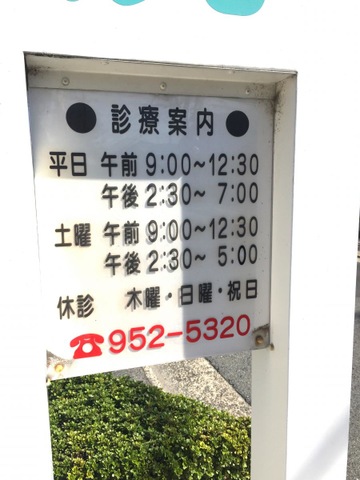 ●診療案内●
平日 午前 9:00~12:30
午後 2:30~ 7:00
土曜 午前 9:00~12:30
午後 2:30~ 5:00
休診 木曜・日曜・祝日
☎952-5320